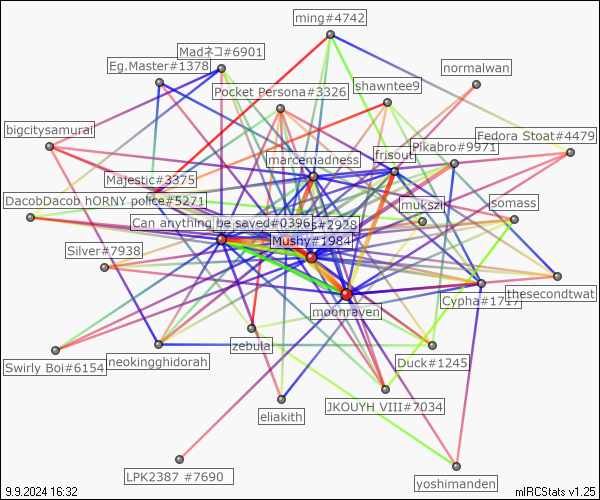 ming#4742
Madネコ#6901
Eg.Master#1378
normalwan
shawntee9
Pocket Persona#3326
bigcitysamurai
Fedora Stoat#4479
Pikabro#9971
frisout
marcemadness
Majestic#3375
DacobDacob hORNY police#5271
mukszi
somass
Can anything be saved#0396
s#2928
Mushy#1984
Silver#7938
thesecondtwat
Cypha#1717
moonraven
zebula
neokingghidorah
Duck#1245
Swirly Boi#6154
JKOUYH VIII#7034
eliakith
LPK2387 #7690
yoshimanden
9.9.2024 16:32
mIRCStats v1.25